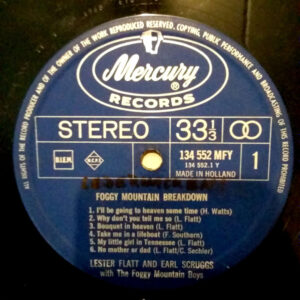 ALL RIGHTS OF THE RECORD PRODUCER AND OF THE OWNER OF THE WORK REPRODUCED RESERVED. COPYING, PUBLIC PERFORMANCE AND BROADCASTING OF THIS RECORD PROHIBITED
Mercury
RECORDS
STEREO
33 1/3
B.I.E.M.
134 552 MFY
134 552.1 Y
MADE IN HOLLAND
1
FOGGY MOUNTAIN BREAKDOWN
1. I'll be going to heaven some time (H. Watts)
2. Why don't you tell me so (L. Flatt)
3. Bouquet in heaven (L. Flatt)
4. Take me in a lifeboat (F. Southern)
5. My little girl in Tennessee (L. Flatt)
6. No mother or dad (L. Flatt/C. Sechler)
LESTER FLATT AND EARL SCRUGGS
with The Foggy Mountain Boys